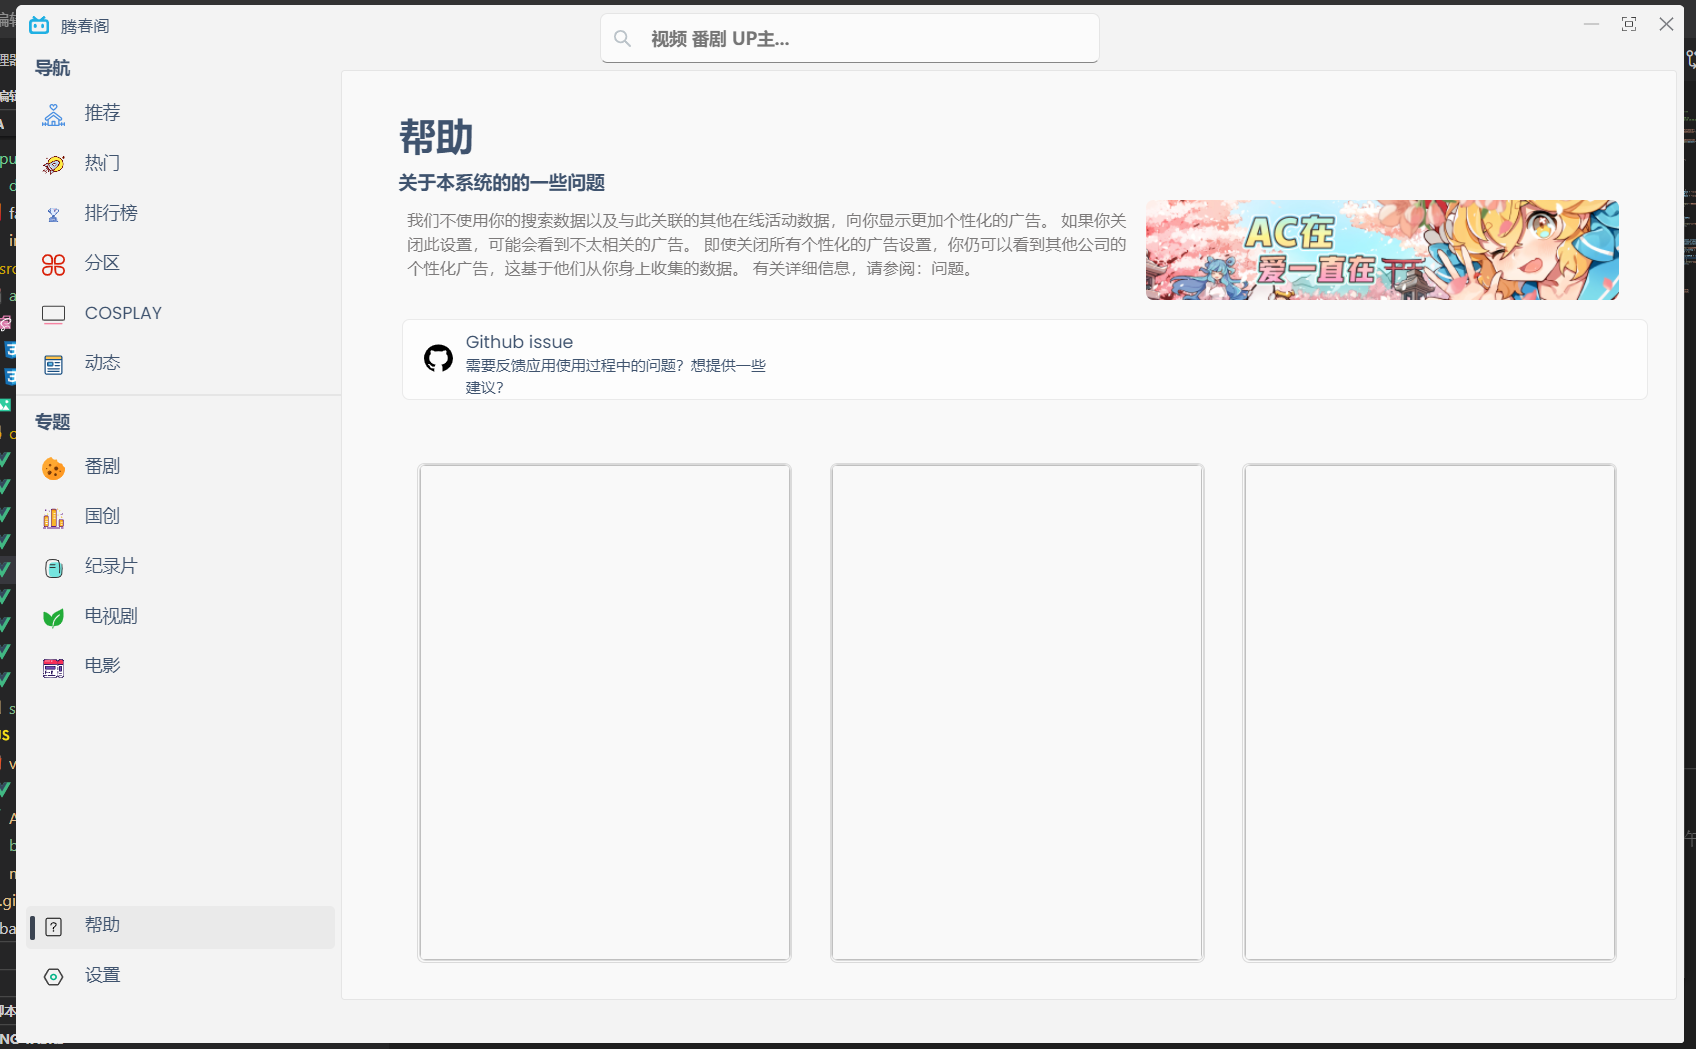 腾春阁
视频 番剧 UP主...
导航
推荐
热门
排行榜
分区
COSPLAY
动态
专题
番剧
国创
纪录片
电视剧
电影
帮助
设置
帮助
关于本系统的的一些问题
我们不使用你的搜索数据以及与此关联的其他在线活动数据，向你显示更加个性化的广告。 如果你关
闭此设置，可能会看到不太相关的广告。 即使关闭所有个性化的广告设置，你仍可以看到其他公司的
个性化广告，这基于他们从你身上收集的数据。 有关详细信息，请参阅：问题。
AC在
爱一直在
Github issue
需要反馈应用使用过程中的问题？想提供一些
建议？